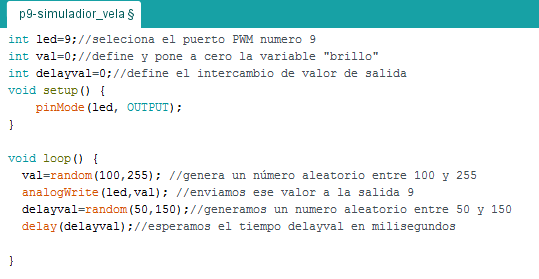 p9-simuladior_vela §
int led=9;//seleciona el puerto PWM numero 9
int val=0;//define y pone a cero la variable "brillo"
int delayval=0;//define el intercambio de valor de salida
void setup() {
pinMode(led, OUTPUT);
}
void loop() {
val=random(100,255); //genera un número aleatorio entre 100 y 255
analogWrite(led,val); //enviamos ese valor a la salida 9
delayval=random(50,150);//generamos un numero aleatorio entre 50 y 150
delay(delayval);//esperamos el tiempo delayval en milisegundos
}